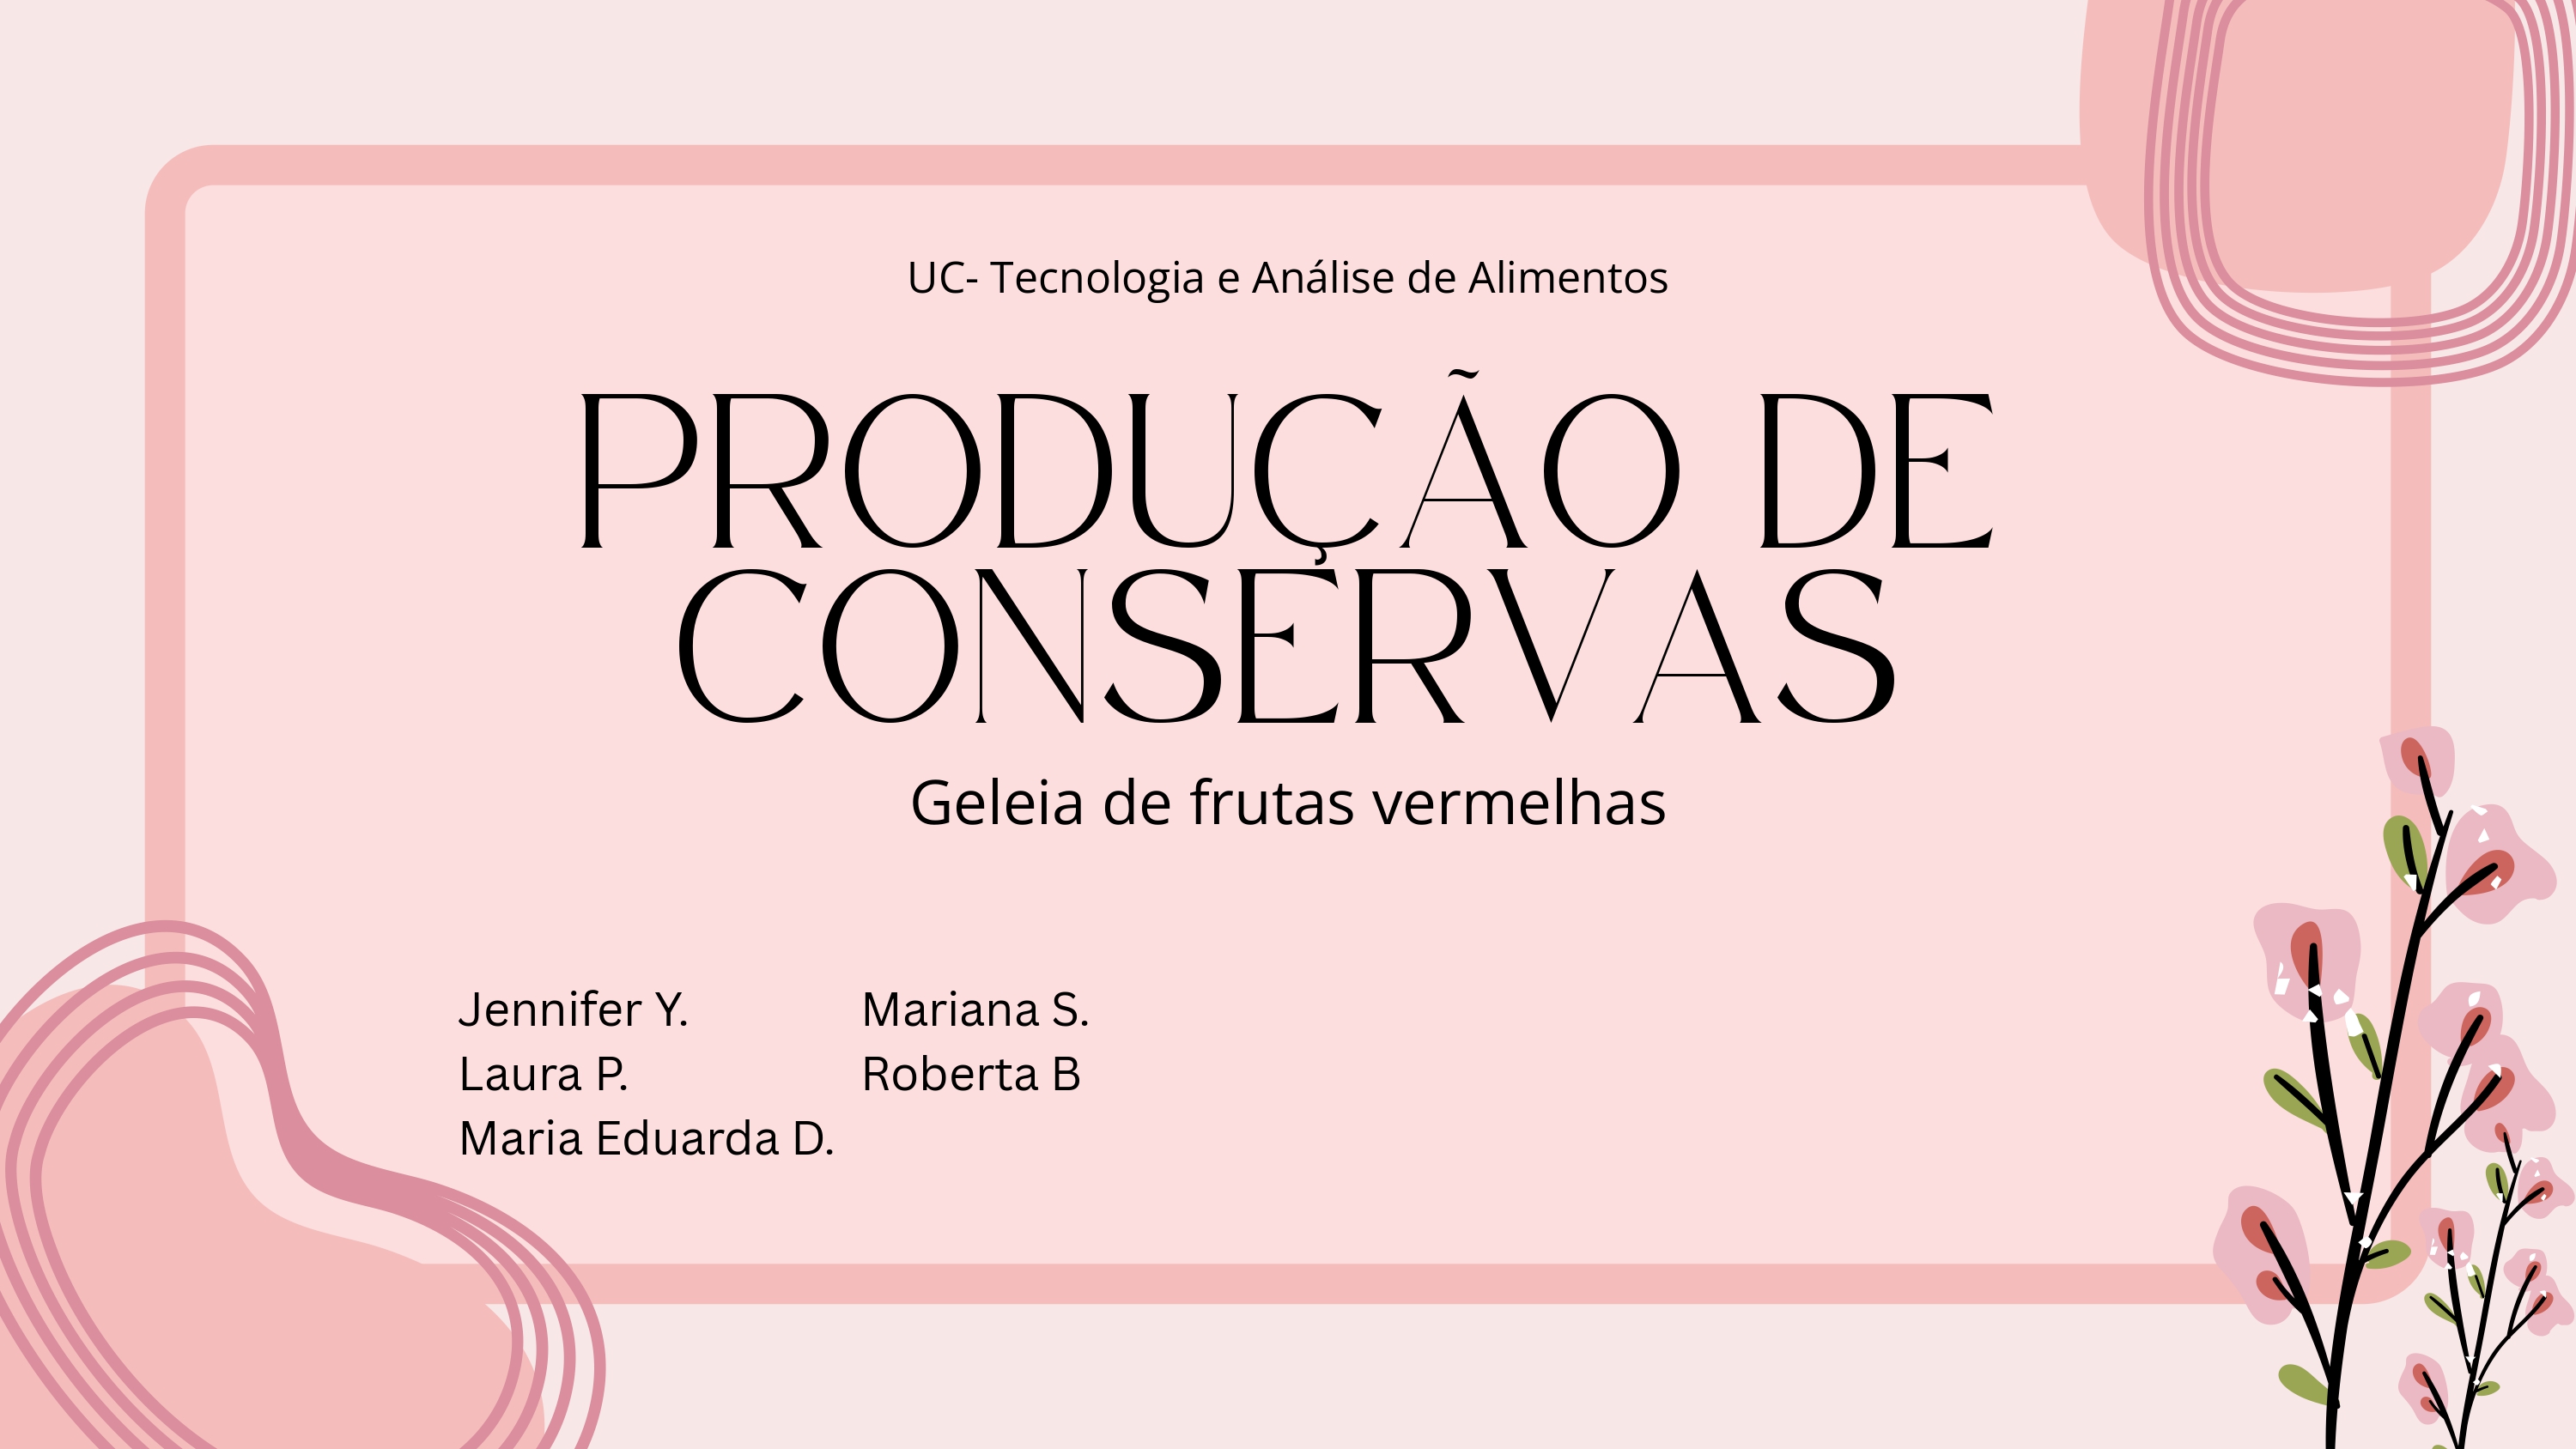 UC- Tecnologia e Análise de Alimentos
PRODUÇÃO DE
CONSERVAS
Geleia de frutas vermelhas
Jennifer Y.
Laura P.
Maria Eduarda D.
Mariana S.
Roberta B